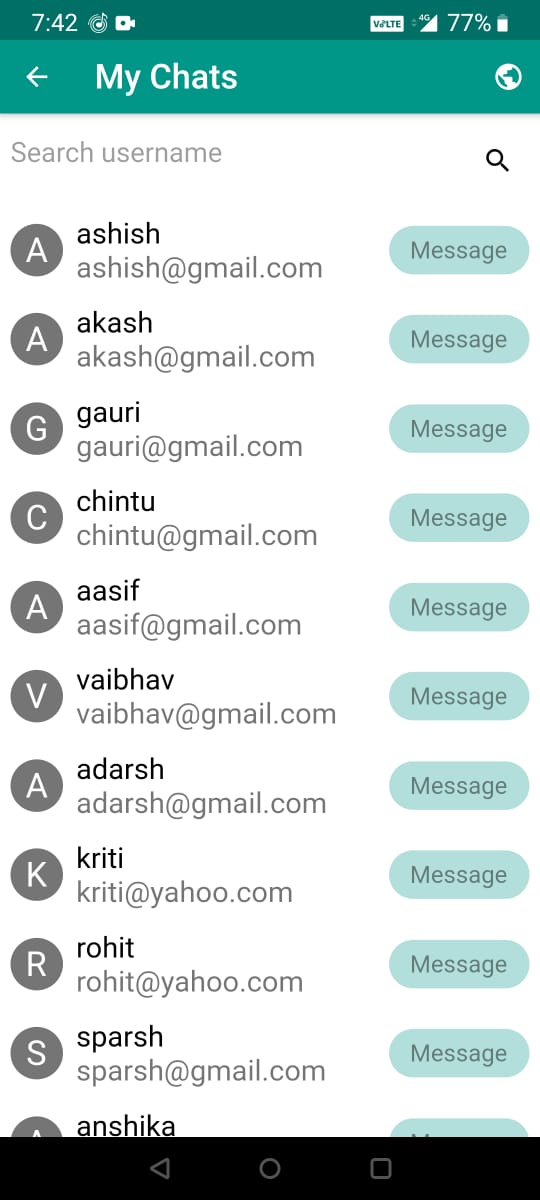 7:42 VoLTE 4G 77%
My Chats
Search username
A ashish
ashish@gmail.com Message
A akash
akash@gmail.com Message
G gauri
gauri@gmail.com Message
C chintu
chintu@gmail.com Message
A aasif
aasif@gmail.com Message
V vaibhav
vaibhav@gmail.com Message
A adarsh
adarsh@gmail.com Message
K kriti
kriti@yahoo.com Message
R rohit
rohit@yahoo.com Message
S sparsh
sparsh@gmail.com Message
A anshika